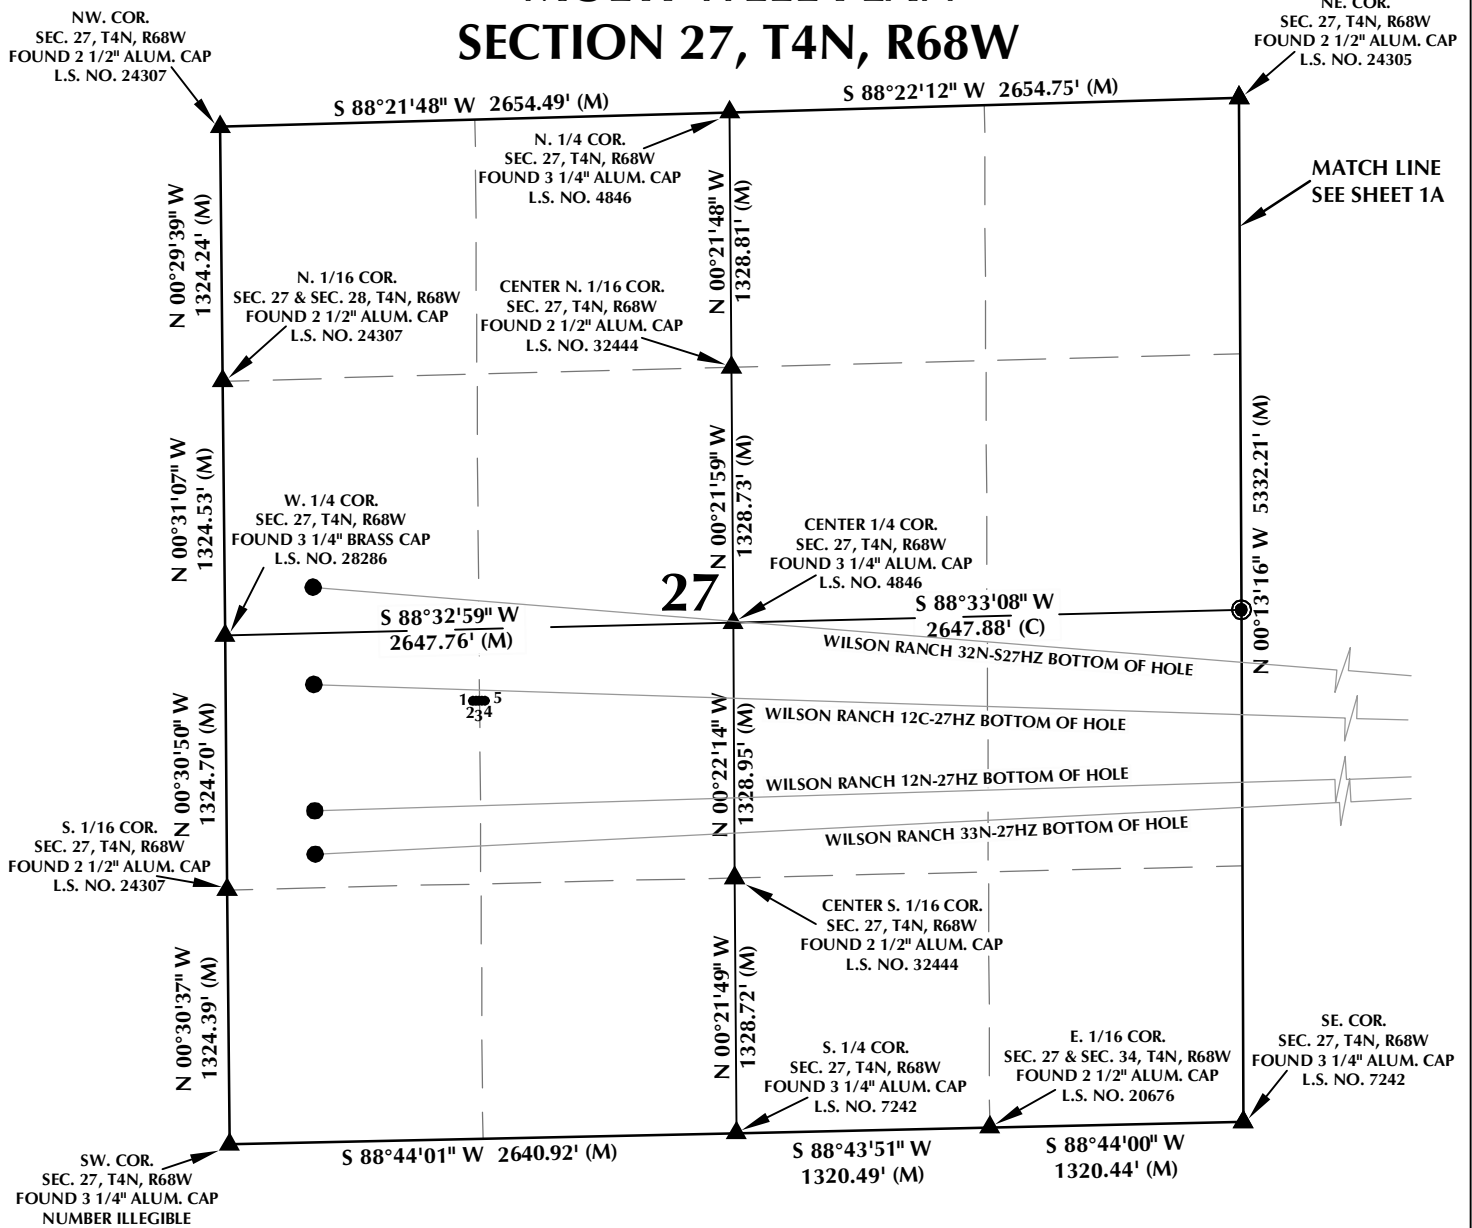 SECTION 27, T4N, R68W
NW. COR.
SEC. 27, T4N, R68W
FOUND 2 1/2" ALUM. CAP
L.S. NO. 24307
NE. COR.
SEC. 27, T4N, R68W
FOUND 2 1/2" ALUM. CAP
L.S. NO. 24305
S 88°21'48" W 2654.49' (M)
S 88°22'12" W 2654.75' (M)
N. 1/4 COR.
SEC. 27, T4N, R68W
FOUND 3 1/4" ALUM. CAP
L.S. NO. 4846
MATCH LINE
SEE SHEET 1A
N 00°29'39" W
1324.24' (M)
N 00°21'48" W
1328.81' (M)
N. 1/16 COR.
SEC. 27 & SEC. 28, T4N, R68W
FOUND 2 1/2" ALUM. CAP
L.S. NO. 24307
CENTER N. 1/16 COR.
SEC. 27, T4N, R68W
FOUND 2 1/2" ALUM. CAP
L.S. NO. 32444
N 00°31'07" W
1324.53' (M)
N 00°21'59" W
1328.73' (M)
N 00°13'16" W 5332.21' (M)
W. 1/4 COR.
SEC. 27, T4N, R68W
FOUND 3 1/4" BRASS CAP
L.S. NO. 28286
CENTER 1/4 COR.
SEC. 27, T4N, R68W
FOUND 3 1/4" ALUM. CAP
L.S. NO. 4846
27
S 88°32'59" W
2647.76' (M)
S 88°33'08" W
2647.88' (C)
WILSON RANCH 32N-S27HZ BOTTOM OF HOLE
1 5
234
WILSON RANCH 12C-27HZ BOTTOM OF HOLE
WILSON RANCH 12N-27HZ BOTTOM OF HOLE
WILSON RANCH 33N-27HZ BOTTOM OF HOLE
N 00°30'50" W
1324.70' (M)
N 00°22'14" W
1328.95' (M)
S. 1/16 COR.
SEC. 27, T4N, R68W
FOUND 2 1/2" ALUM. CAP
L.S. NO. 24307
CENTER S. 1/16 COR.
SEC. 27, T4N, R68W
FOUND 2 1/2" ALUM. CAP
L.S. NO. 32444
N 00°30'37" W
1324.39' (M)
N 00°21'49" W
1328.72' (M)
S. 1/4 COR.
SEC. 27, T4N, R68W
FOUND 3 1/4" ALUM. CAP
L.S. NO. 7242
E. 1/16 COR.
SEC. 27 & SEC. 34, T4N, R68W
FOUND 2 1/2" ALUM. CAP
L.S. NO. 20676
SE. COR.
SEC. 27, T4N, R68W
FOUND 3 1/4" ALUM. CAP
L.S. NO. 7242
S 88°44'01" W 2640.92' (M)
S 88°43'51" W
1320.49' (M)
S 88°44'00" W
1320.44' (M)
SW. COR.
SEC. 27, T4N, R68W
FOUND 3 1/4" ALUM. CAP
NUMBER ILLEGIBLE